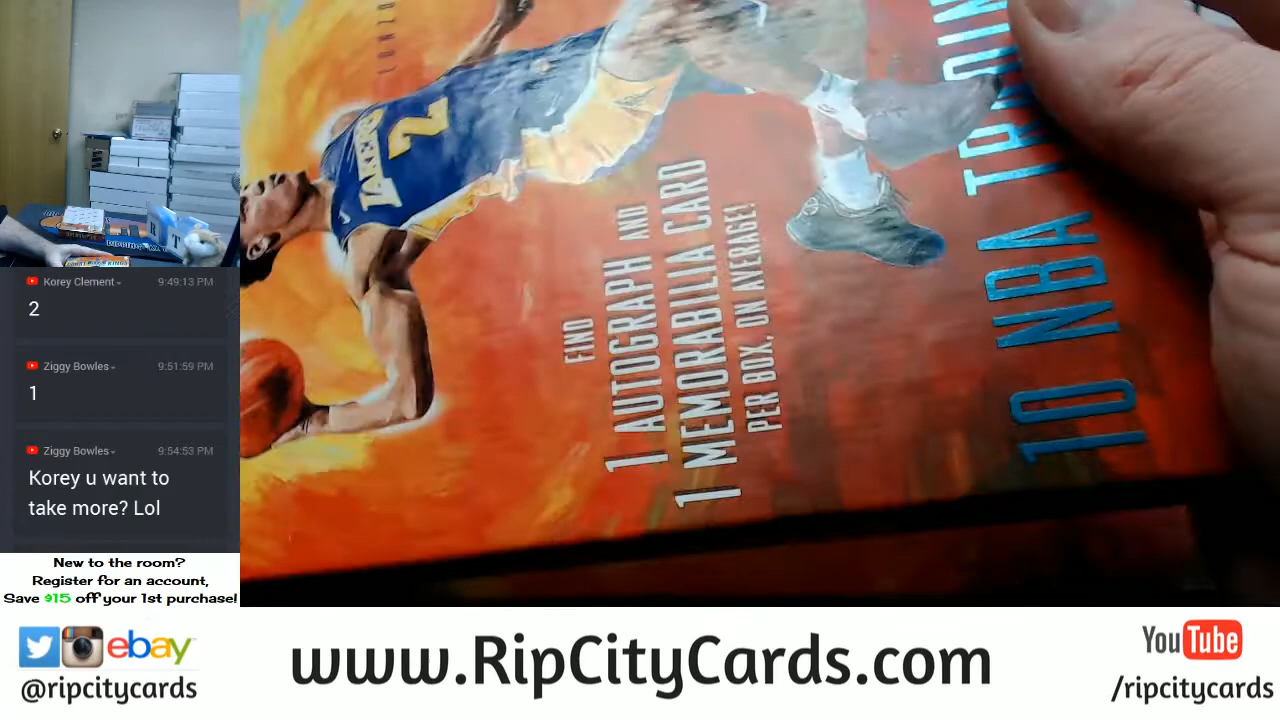 Korey Clement 9:49:13 PM
2
Ziggy Bowles 9:51:59 PM
1
Ziggy Bowles 9:54:53 PM
Korey u want to
take more? Lol
New to the room?
Register for an account,
Save $15 off your 1st purchase!
LAKERS
2
FIND
1 AUTOGRAPH AND
1 MEMORABILIA CARD
PER BOX, ON AVERAGE!
10 NBA
ebay
@ripcitycards
www.RipCityCards.com
YouTube
/ripcitycards